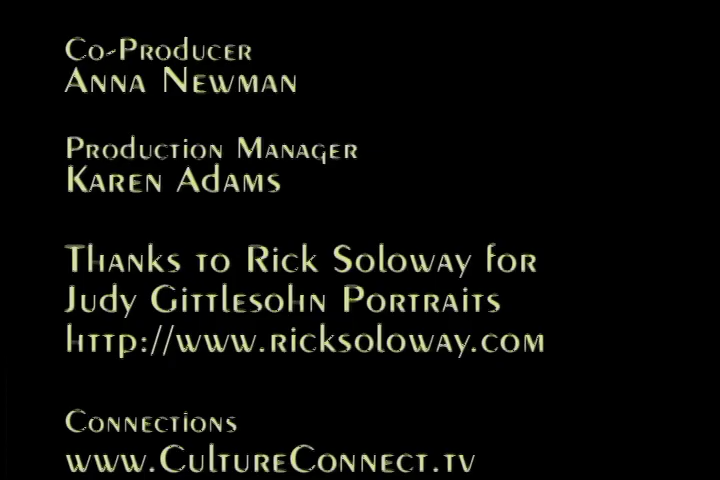 Co-Producer
Anna Newman
Production Manager
Karen Adams
Thanks to Rick Soloway for
Judy Gittlesohn Portraits
http://www.ricksoloway.com
Connections
www.CultureConnect.tv